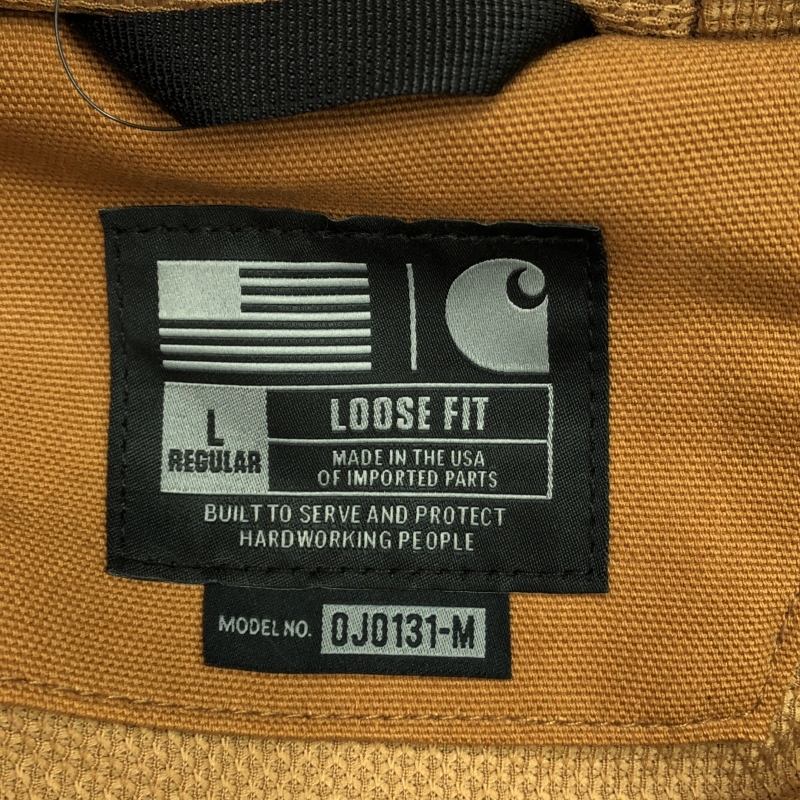 L
REGULAR
LOOSE FIT
MADE IN THE USA
OF IMPORTED PARTS
BUILT TO SERVE AND PROTECT
HARDWORKING PEOPLE
MODEL NO. 0J0131-M